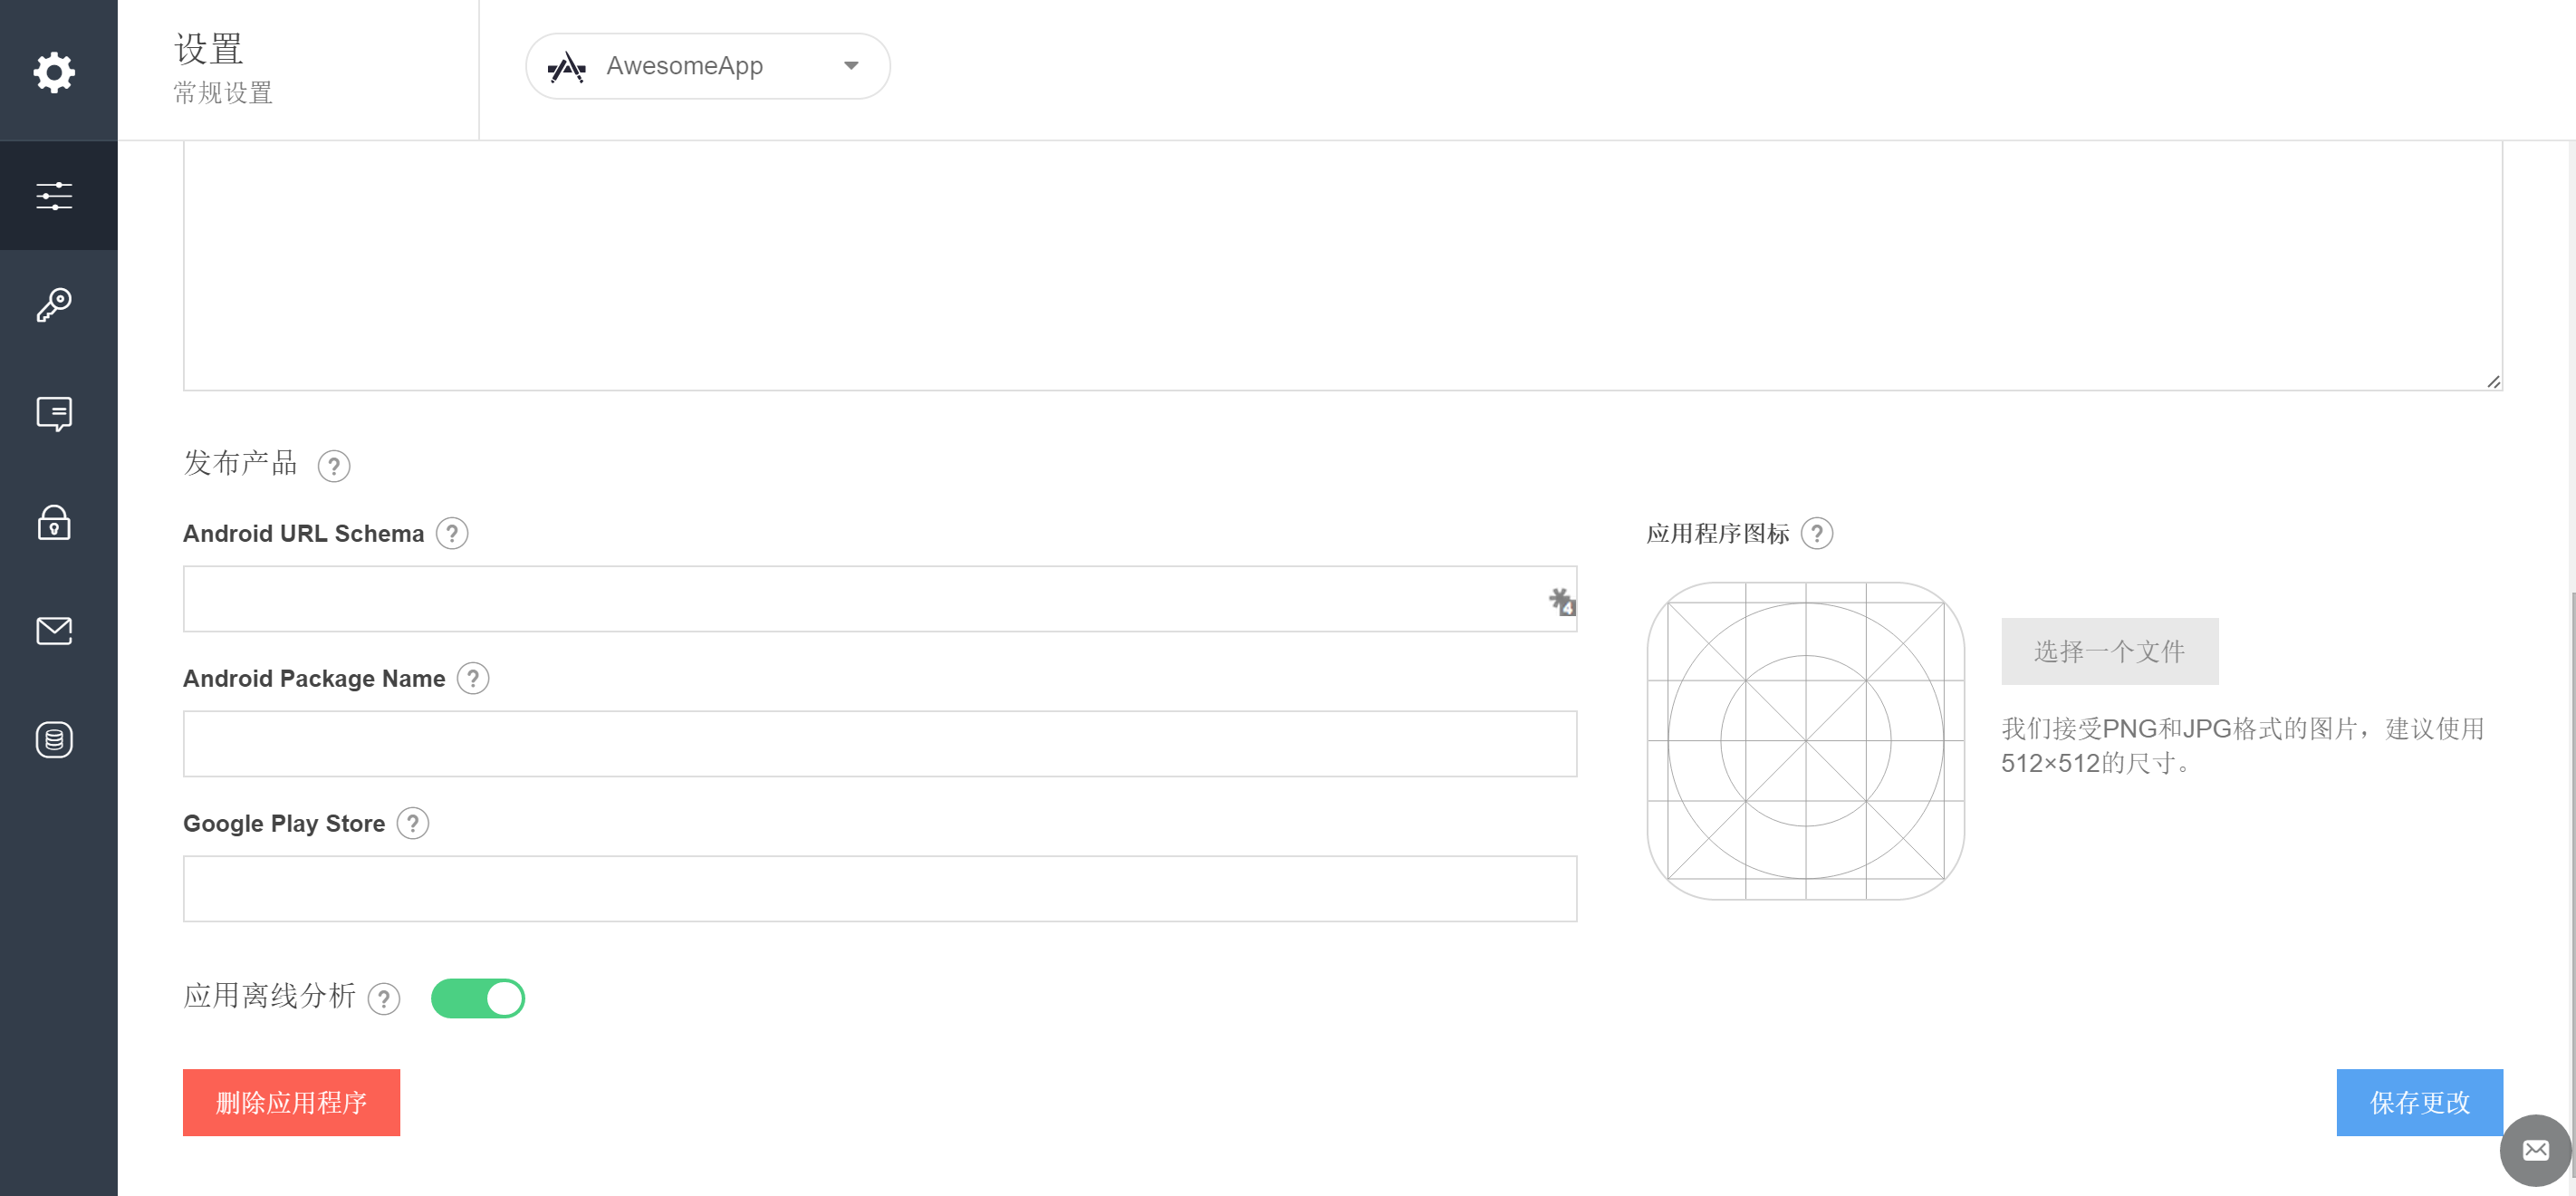 设置
常规设置
AwesomeApp
发布产品 ?
Android URL Schema ?
4
应用程序图标 ?
选择一个文件
我们接受PNG和JPG格式的图片，建议使用
512×512的尺寸。
Android Package Name ?
Google Play Store ?
应用离线分析 ?
删除应用程序
保存更改